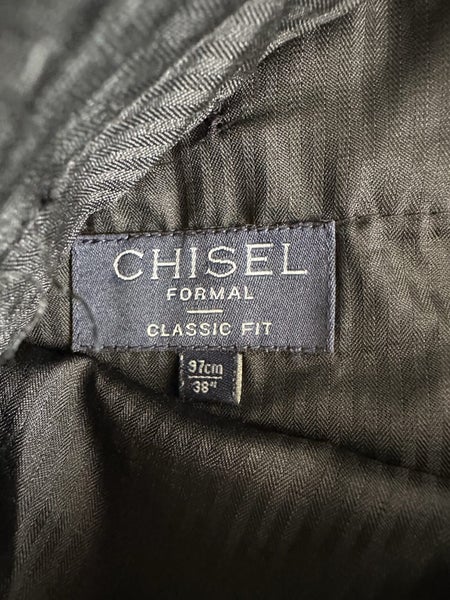 CHISEL
FORMAL
CLASSIC FIT
97cm
38"